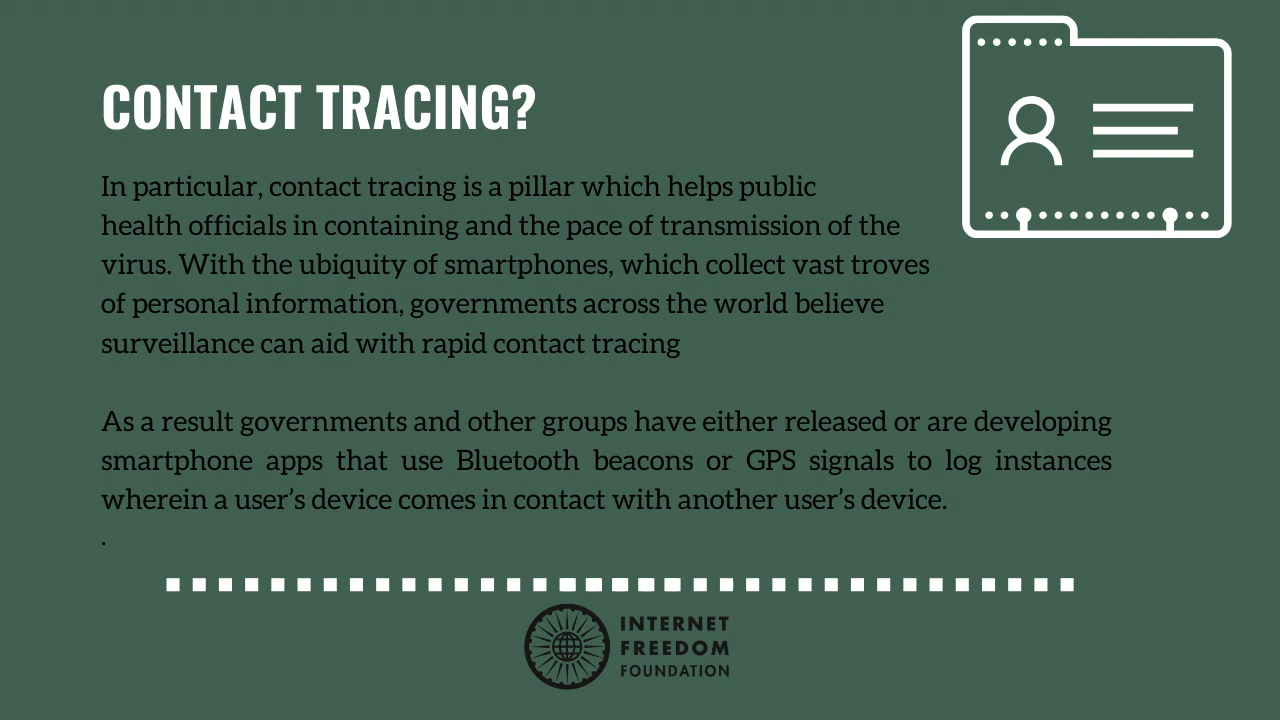 CONTACT TRACING?
In particular, contact tracing is a pillar which helps public
health officials in containing and the pace of transmission of the
virus. With the ubiquity of smartphones, which collect vast troves
of personal information, governments across the world believe
surveillance can aid with rapid contact tracing
As a result governments and other groups have either released or are developing
smartphone apps that use Bluetooth beacons or GPS signals to log instances
wherein a user’s device comes in contact with another user’s device.
.
INTERNET
FREEDOM
FOUNDATION